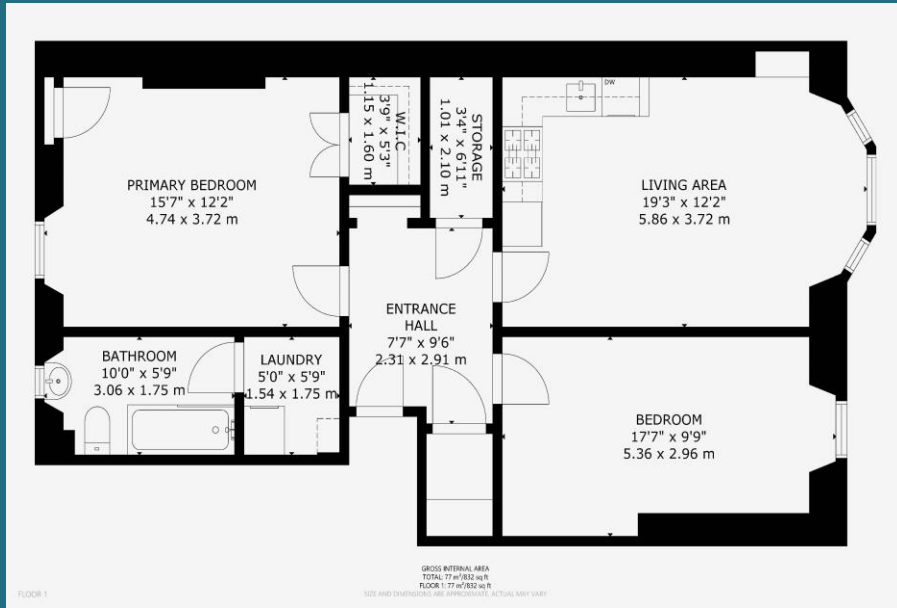 PRIMARY BEDROOM
15'7" x 12'2"
4.74 x 3.72 m
W.I.C
3'9" x 5'3"
1.15 x 1.60 m
STORAGE
3'4" x 6'11"
1.01 x 2.10 m
DW
LIVING AREA
19'3" x 12'2"
5.86 x 3.72 m
ENTRANCE
HALL
7'7" x 9'6"
2.31 x 2.91 m
BATHROOM
10'0" x 5'9"
3.06 x 1.75 m
LAUNDRY
5'0" x 5'9"
1.54 x 1.75 m
BEDROOM
17'7" x 9'9"
5.36 x 2.96 m
GROSS INTERNAL AREA
TOTAL: 77 m²/832 sq ft
FLOOR 1: 77 m²/832 sq ft
SIZE AND DIMENSIONS ARE APPROXIMATE, ACTUAL MAY VARY
FLOOR 1